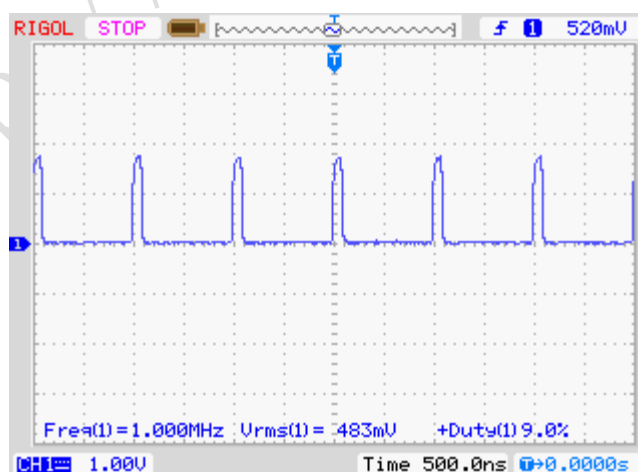 RIGOL STOP T f 1 520mV
T
1
Freq(1)=1.000MHz Vrms(1)= 483mV +Duty(1)9.0%
CH1 1.00V Time 500.0ns T→0.0000s